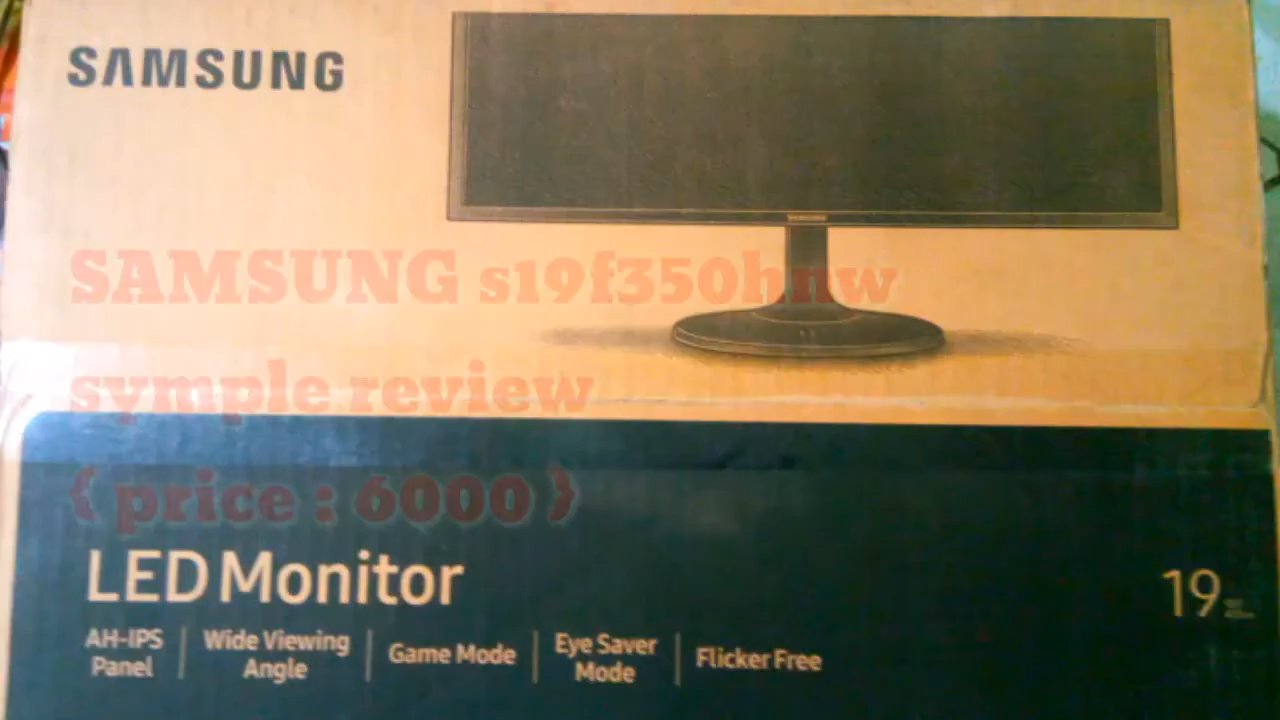 SAMSUNG
SAMSUNG s19f350hnw
symple review
{ price : 6000 }
LED Monitor
19
AH-IPS Panel
Wide Viewing Angle
Game Mode
Eye Saver Mode
Flicker Free